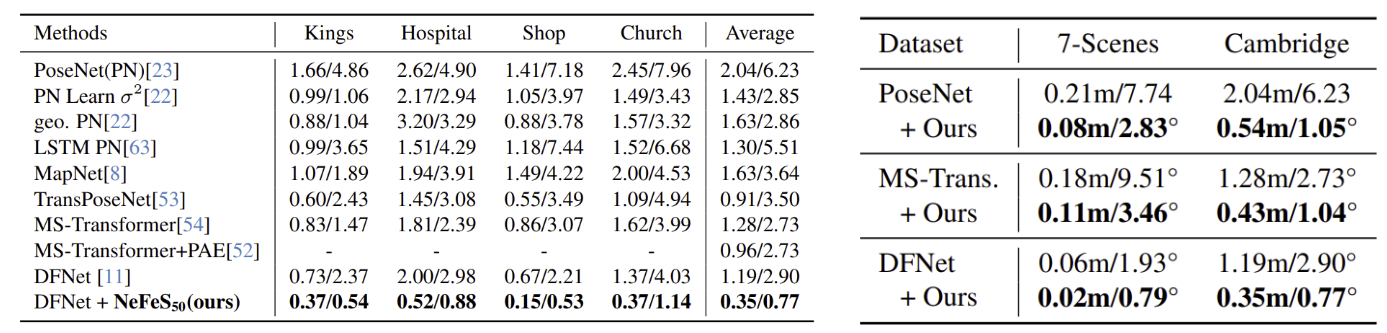 Methods Kings Hospital Shop Church Average
PoseNet(PN)[23] 1.66/4.86 2.62/4.90 1.41/7.18 2.45/7.96 2.04/6.23
PN Learn σ²[22] 0.99/1.06 2.17/2.94 1.05/3.97 1.49/3.43 1.43/2.85
geo. PN[22] 0.88/1.04 3.20/3.29 0.88/3.78 1.57/3.32 1.63/2.86
LSTM PN[63] 0.99/3.65 1.51/4.29 1.18/7.44 1.52/6.68 1.30/5.51
MapNet[8] 1.07/1.89 1.94/3.91 1.49/4.22 2.00/4.53 1.63/3.64
TransPoseNet[53] 0.60/2.43 1.45/3.08 0.55/3.49 1.09/4.94 0.91/3.50
MS-Transformer[54] 0.83/1.47 1.81/2.39 0.86/3.07 1.62/3.99 1.28/2.73
MS-Transformer+PAE[52] - - - - 0.96/2.73
DFNet [11] 0.73/2.37 2.00/2.98 0.67/2.21 1.37/4.03 1.19/2.90
DFNet + NeFeS₅₀(ours) 0.37/0.54 0.52/0.88 0.15/0.53 0.37/1.14 0.35/0.77
Dataset 7-Scenes Cambridge
PoseNet 0.21m/7.74 2.04m/6.23
+ Ours 0.08m/2.83° 0.54m/1.05°
MS-Trans. 0.18m/9.51° 1.28m/2.73°
+ Ours 0.11m/3.46° 0.43m/1.04°
DFNet 0.06m/1.93° 1.19m/2.90°
+ Ours 0.02m/0.79° 0.35m/0.77°